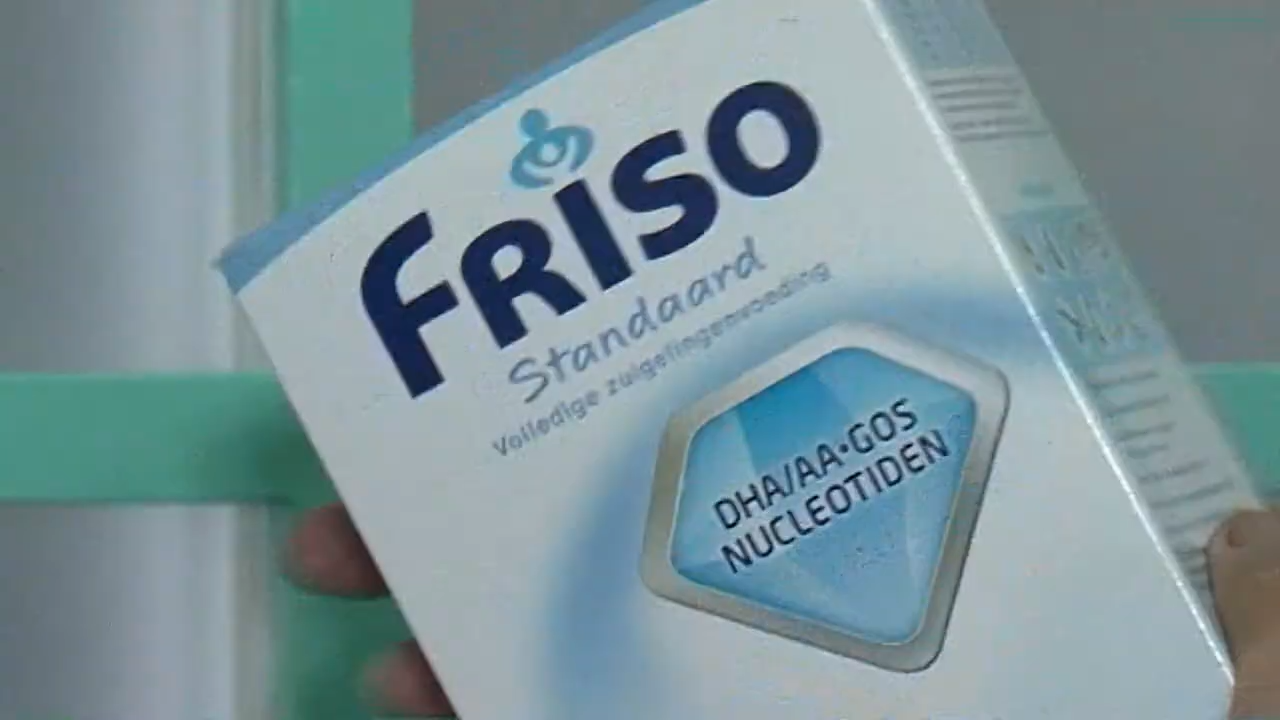 FRISO
Standaard
Volledige zuigelingenvoeding
DHA/AA•GOS
NUCLEOTIDEN